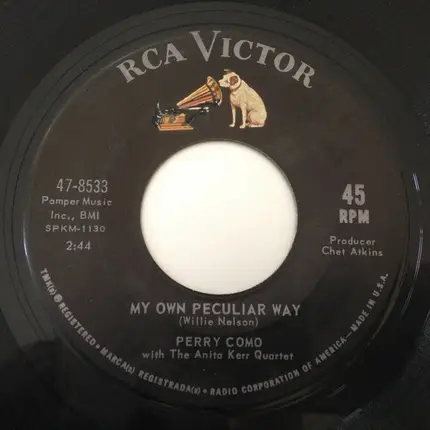 RCA VICTOR
47-8533
Pamper Music
Inc., BMI
SPKM-1130
2:44
45
RPM
Producer
Chet Atkins
MY OWN PECULIAR WAY
(Willie Nelson)
PERRY COMO
with The Anita Kerr Quartet
TMK(s) ® REGISTERED • MARCA(s) REGISTRADA(s) • RADIO CORPORATION OF AMERICA—MADE IN U.S.A.